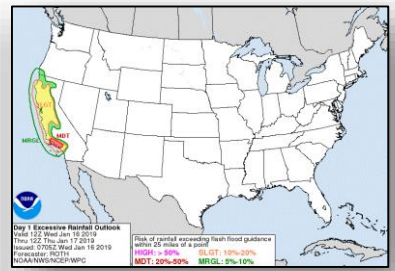 SLGT
MDT
MRGL
noaa
Day 1 Excessive Rainfall Outlook
Valid 12Z Wed Jan 16 2019
Thru 12Z Thu Jan 17 2019
Issued: 0705Z Wed Jan 16 2019
Forecaster: ROTH
NOAA/NWS/NCEP/WPC
Risk of rainfall exceeding flash flood guidance
within 25 miles of a point
HIGH: > 50% SLGT: 10%-20%
MDT: 20%-50% MRGL: 5%-10%